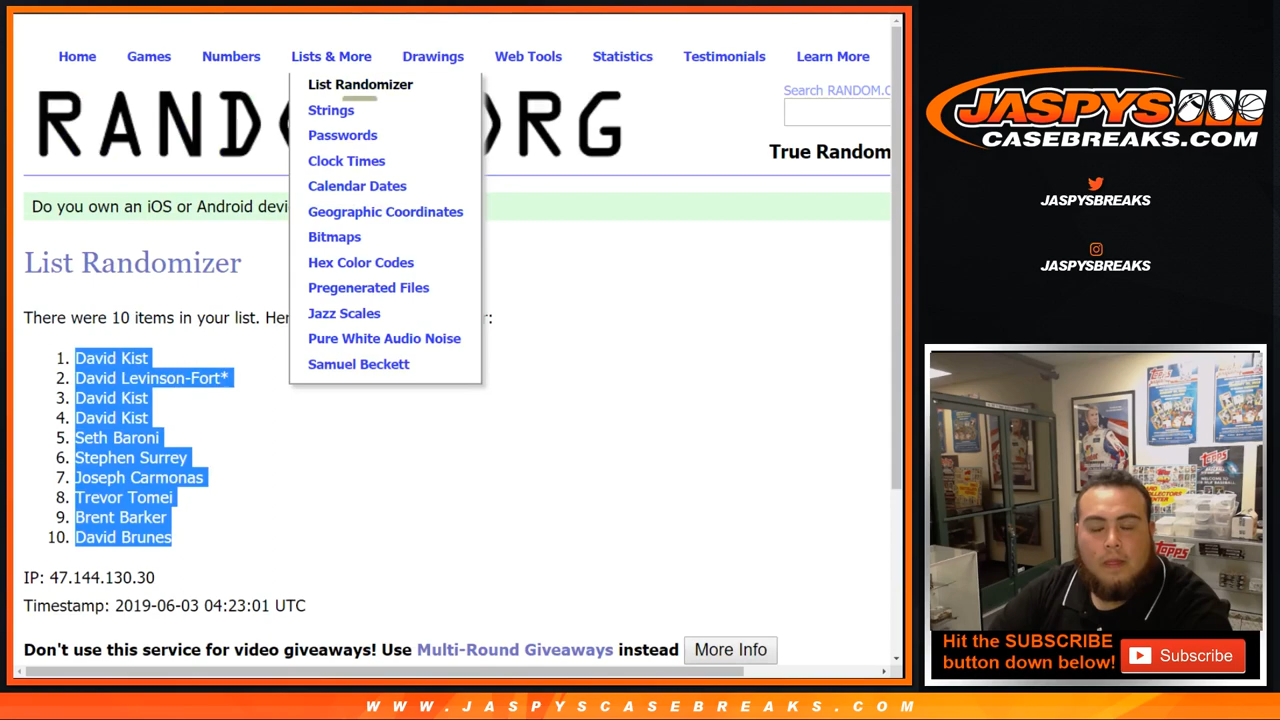 Home Games Numbers Lists & More Drawings Web Tools Statistics Testimonials Learn More
List Randomizer
Strings
Passwords
Clock Times
Calendar Dates
Geographic Coordinates
Bitmaps
Hex Color Codes
Pregenerated Files
Jazz Scales
Pure White Audio Noise
Samuel Beckett
Search RANDOM.O
RAND RG
True Random
Do you own an iOS or Android devi
List Randomizer
There were 10 items in your list. Her r:
1. David Kist
2. David Levinson-Fort*
3. David Kist
4. David Kist
5. Seth Baroni
6. Stephen Surrey
7. Joseph Carmonas
8. Trevor Tomei
9. Brent Barker
10. David Brunes
IP: 47.144.130.30
Timestamp: 2019-06-03 04:23:01 UTC
Don't use this service for video giveaways! Use Multi-Round Giveaways instead More Info
JASPYS
CASEBREAKS.COM
JASPYSBREAKS
JASPYSBREAKS
Topps
Topps
Hit the SUBSCRIBE
button down below!
Subscribe
WWW.JASPYSCASEBREAKS.COM